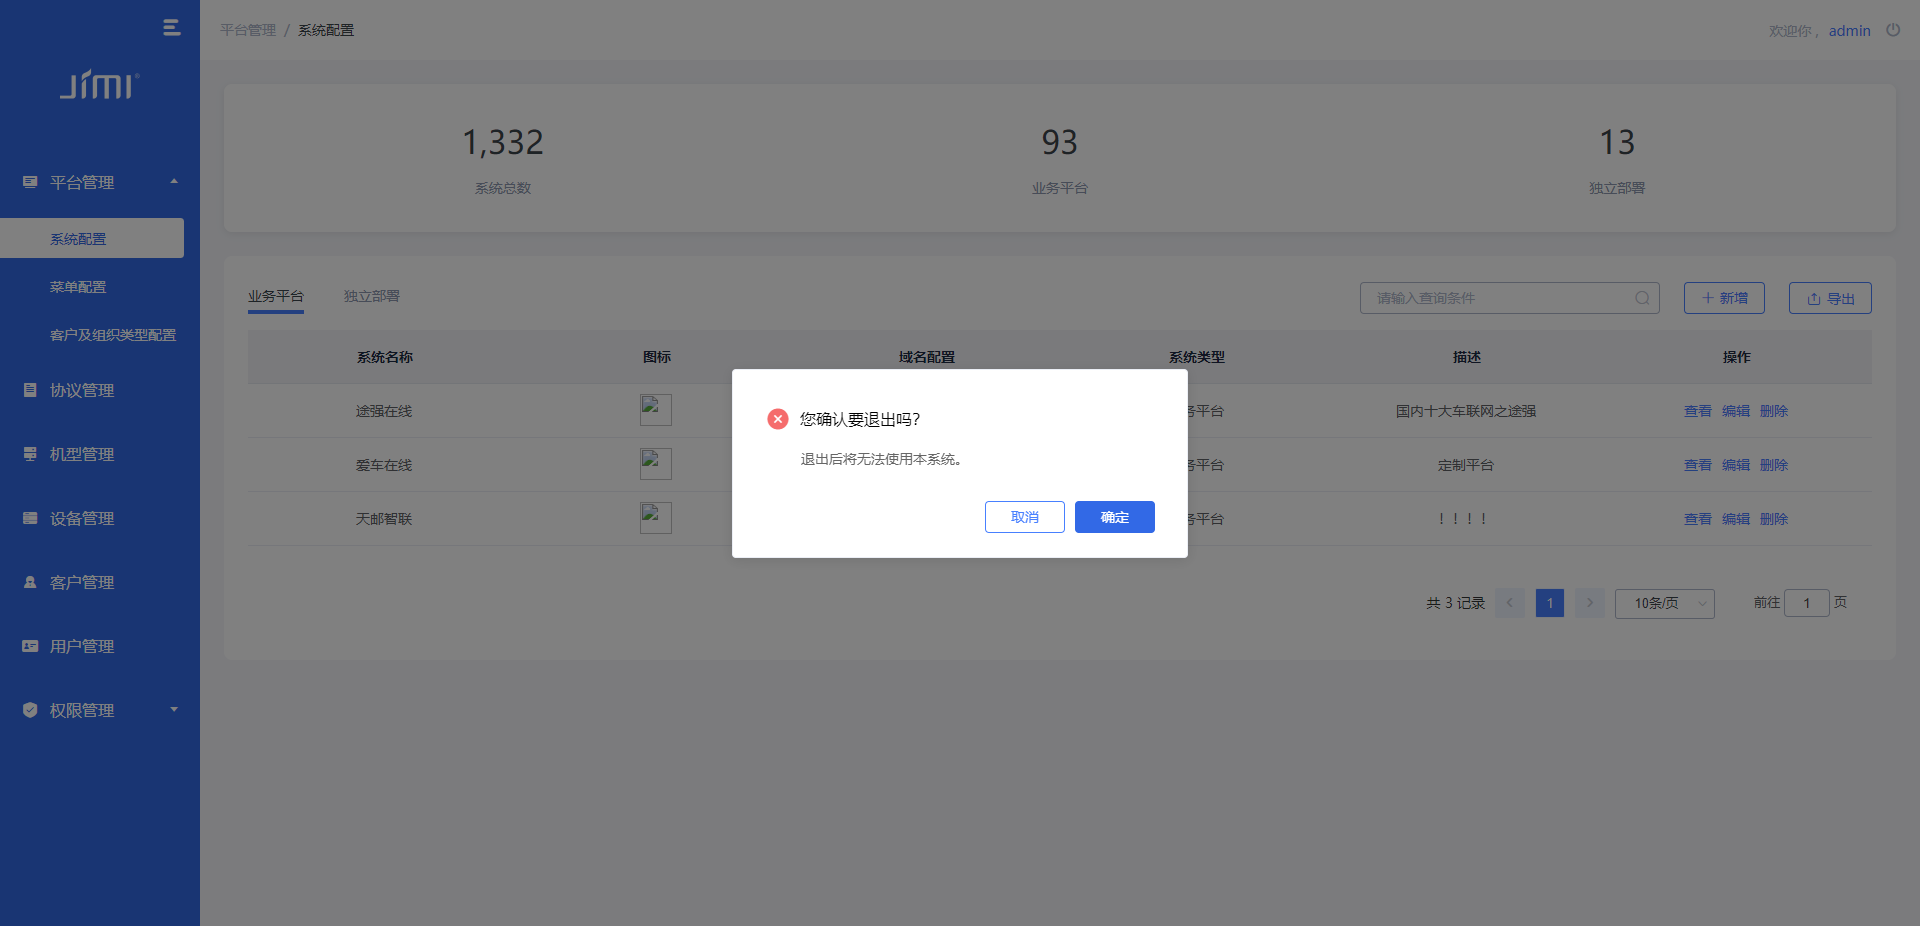 平台管理 / 系统配置
欢迎你， admin
JIMI
平台管理
系统配置
菜单配置
客户及组织类型配置
协议管理
机型管理
设备管理
客户管理
用户管理
权限管理
1,332
系统总数
93
业务平台
13
独立部署
业务平台 独立部署
请输入查询条件
新增
导出
系统名称 图标 域名配置 系统类型 描述 操作
途强在线 务平台 国内十大车联网之途强 查看 编辑 删除
爱车在线 务平台 定制平台 查看 编辑 删除
天邮智联 务平台 ！！！！ 查看 编辑 删除
您确认要退出吗?
退出后将无法使用本系统。
取消 确定
共 3 记录 1 10条/页 前往 1 页